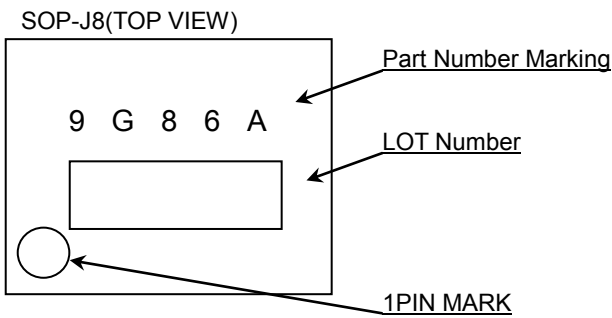 SOP-J8(TOP VIEW)
Part Number Marking
9 G 8 6 A
LOT Number
1PIN MARK